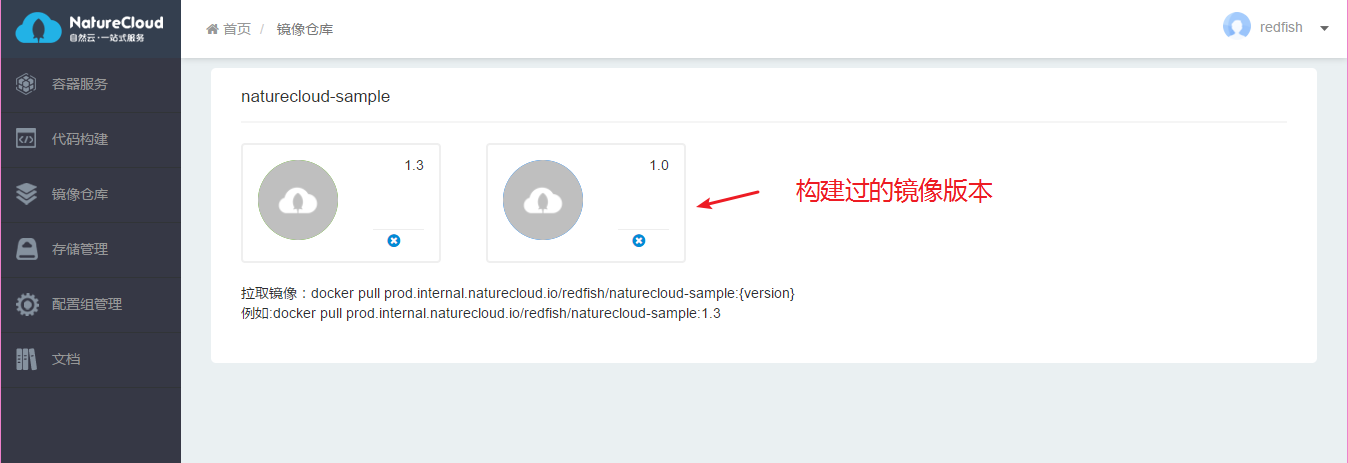 NatureCloud
自然云·一站式服务
首页 / 镜像仓库
redfish
容器服务
代码构建
镜像仓库
存储管理
配置组管理
文档
naturecloud-sample
1.3
1.0
构建过的镜像版本
拉取镜像：docker pull prod.internal.naturecloud.io/redfish/naturecloud-sample:{version}
例如:docker pull prod.internal.naturecloud.io/redfish/naturecloud-sample:1.3